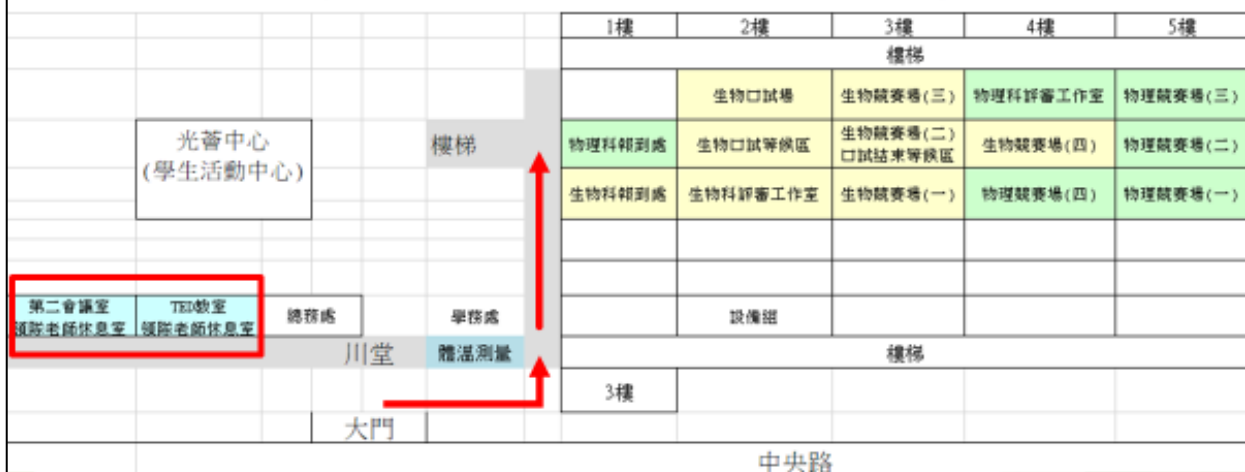 1樓 2樓 3樓 4樓 5樓
樓梯
生物口試場 生物競賽場(三) 物理科評審工作室 物理競賽場(三)
光薈中心
(學生活動中心)
樓梯
物理科報到處 生物口試等候區 生物競賽場(二) 生物競賽場(四) 物理競賽場(二)
口試結束等候區
生物科報到處 生物科評審工作室 生物競賽場(一) 物理競賽場(四) 物理競賽場(一)
第二會議室 TED教室
領隊老師休息室 領隊老師休息室
總務處 學務處 設備組
川堂 體溫測量 樓梯
3樓
大門
中央路